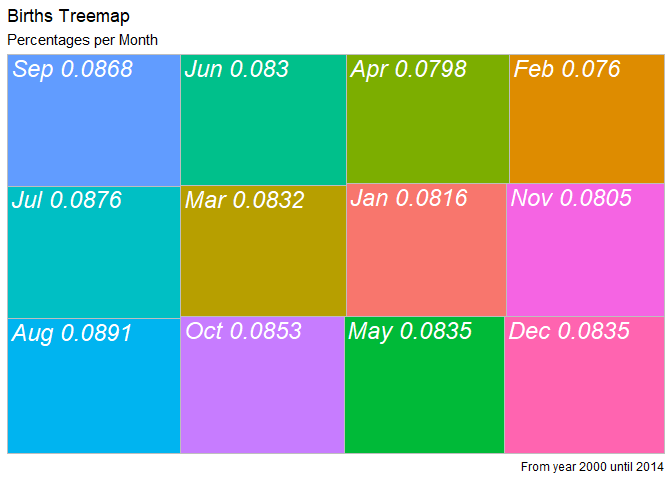 Births Treemap
Percentages per Month
Sep 0.0868
Jun 0.083
Apr 0.0798
Feb 0.076
Jul 0.0876
Mar 0.0832
Jan 0.0816
Nov 0.0805
Aug 0.0891
Oct 0.0853
May 0.0835
Dec 0.0835
From year 2000 until 2014